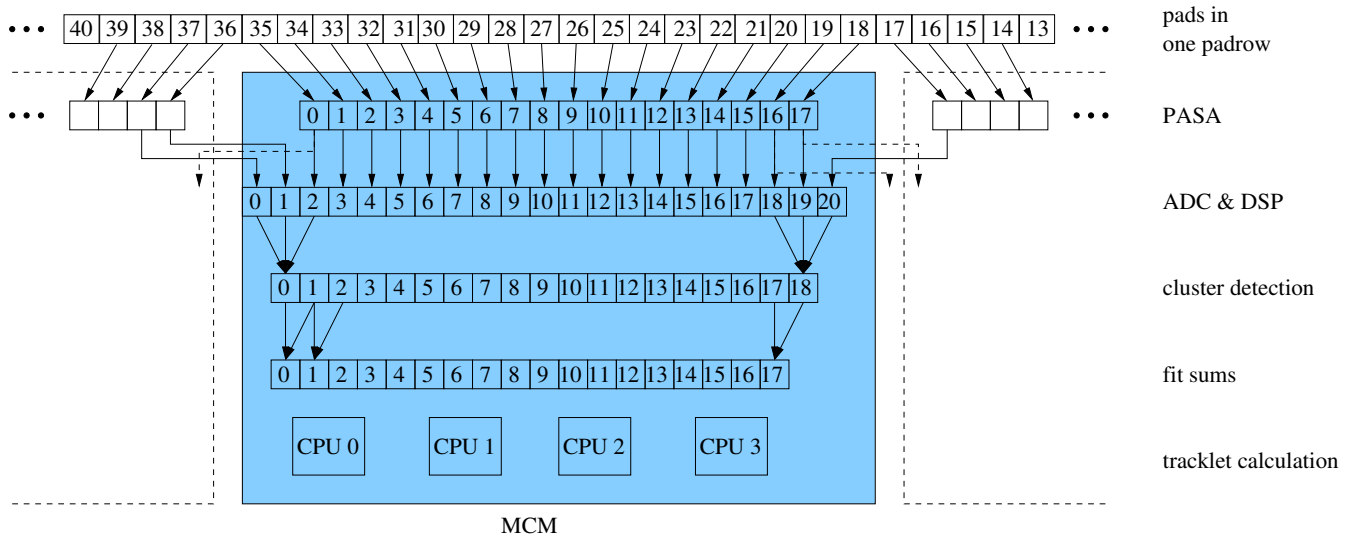 ••• 40 39 38 37 36 35 34 33 32 31 30 29 28 27 26 25 24 23 22 21 20 19 18 17 16 15 14 13 ••• pads in
one padrow
••• 0 1 2 3 4 5 6 7 8 9 10 11 12 13 14 15 16 17 ••• PASA
0 1 2 3 4 5 6 7 8 9 10 11 12 13 14 15 16 17 18 19 20 ADC & DSP
0 1 2 3 4 5 6 7 8 9 10 11 12 13 14 15 16 17 18 cluster detection
0 1 2 3 4 5 6 7 8 9 10 11 12 13 14 15 16 17 fit sums
CPU 0 CPU 1 CPU 2 CPU 3 tracklet calculation
MCM